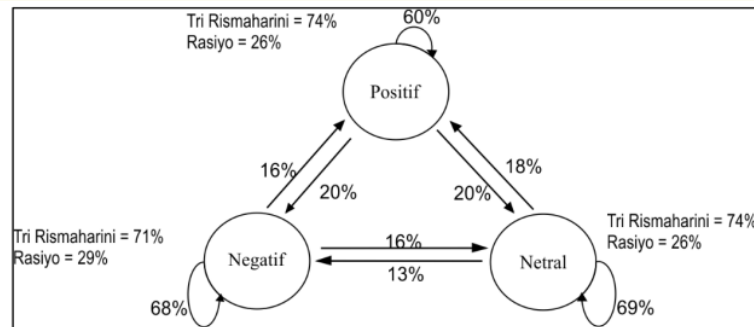 Tri Rismaharini = 74%
Rasiyo = 26%
60%
Positif
16%
20%
20%
18%
Tri Rismaharini = 71%
Rasiyo = 29%
Negatif
68%
16%
13%
Netral
69%
Tri Rismaharini = 74%
Rasiyo = 26%